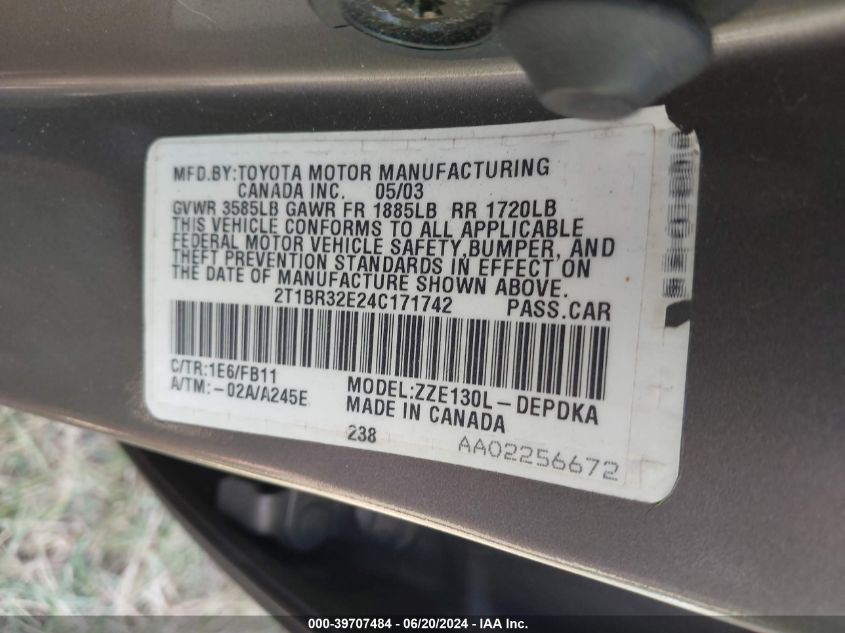 MFD.BY:TOYOTA MOTOR MANUFACTURING
CANADA INC. 05/03
GVWR 3585LB GAWR FR 1885LB RR 1720LB
THIS VEHICLE CONFORMS TO ALL APPLICABLE
FEDERAL MOTOR VEHICLE SAFETY,BUMPER, AND
THEFT PREVENTION STANDARDS IN EFFECT ON
THE DATE OF MANUFACTURE SHOWN ABOVE.
2T1BR32E24C171742 PASS.CAR
C/TR:1E6/FB11
A/TM:-02A/A245E MODEL:ZZE130L-DEPDKA
MADE IN CANADA
238 AA02256672
000-39707484 - 06/20/2024 - IAA Inc.